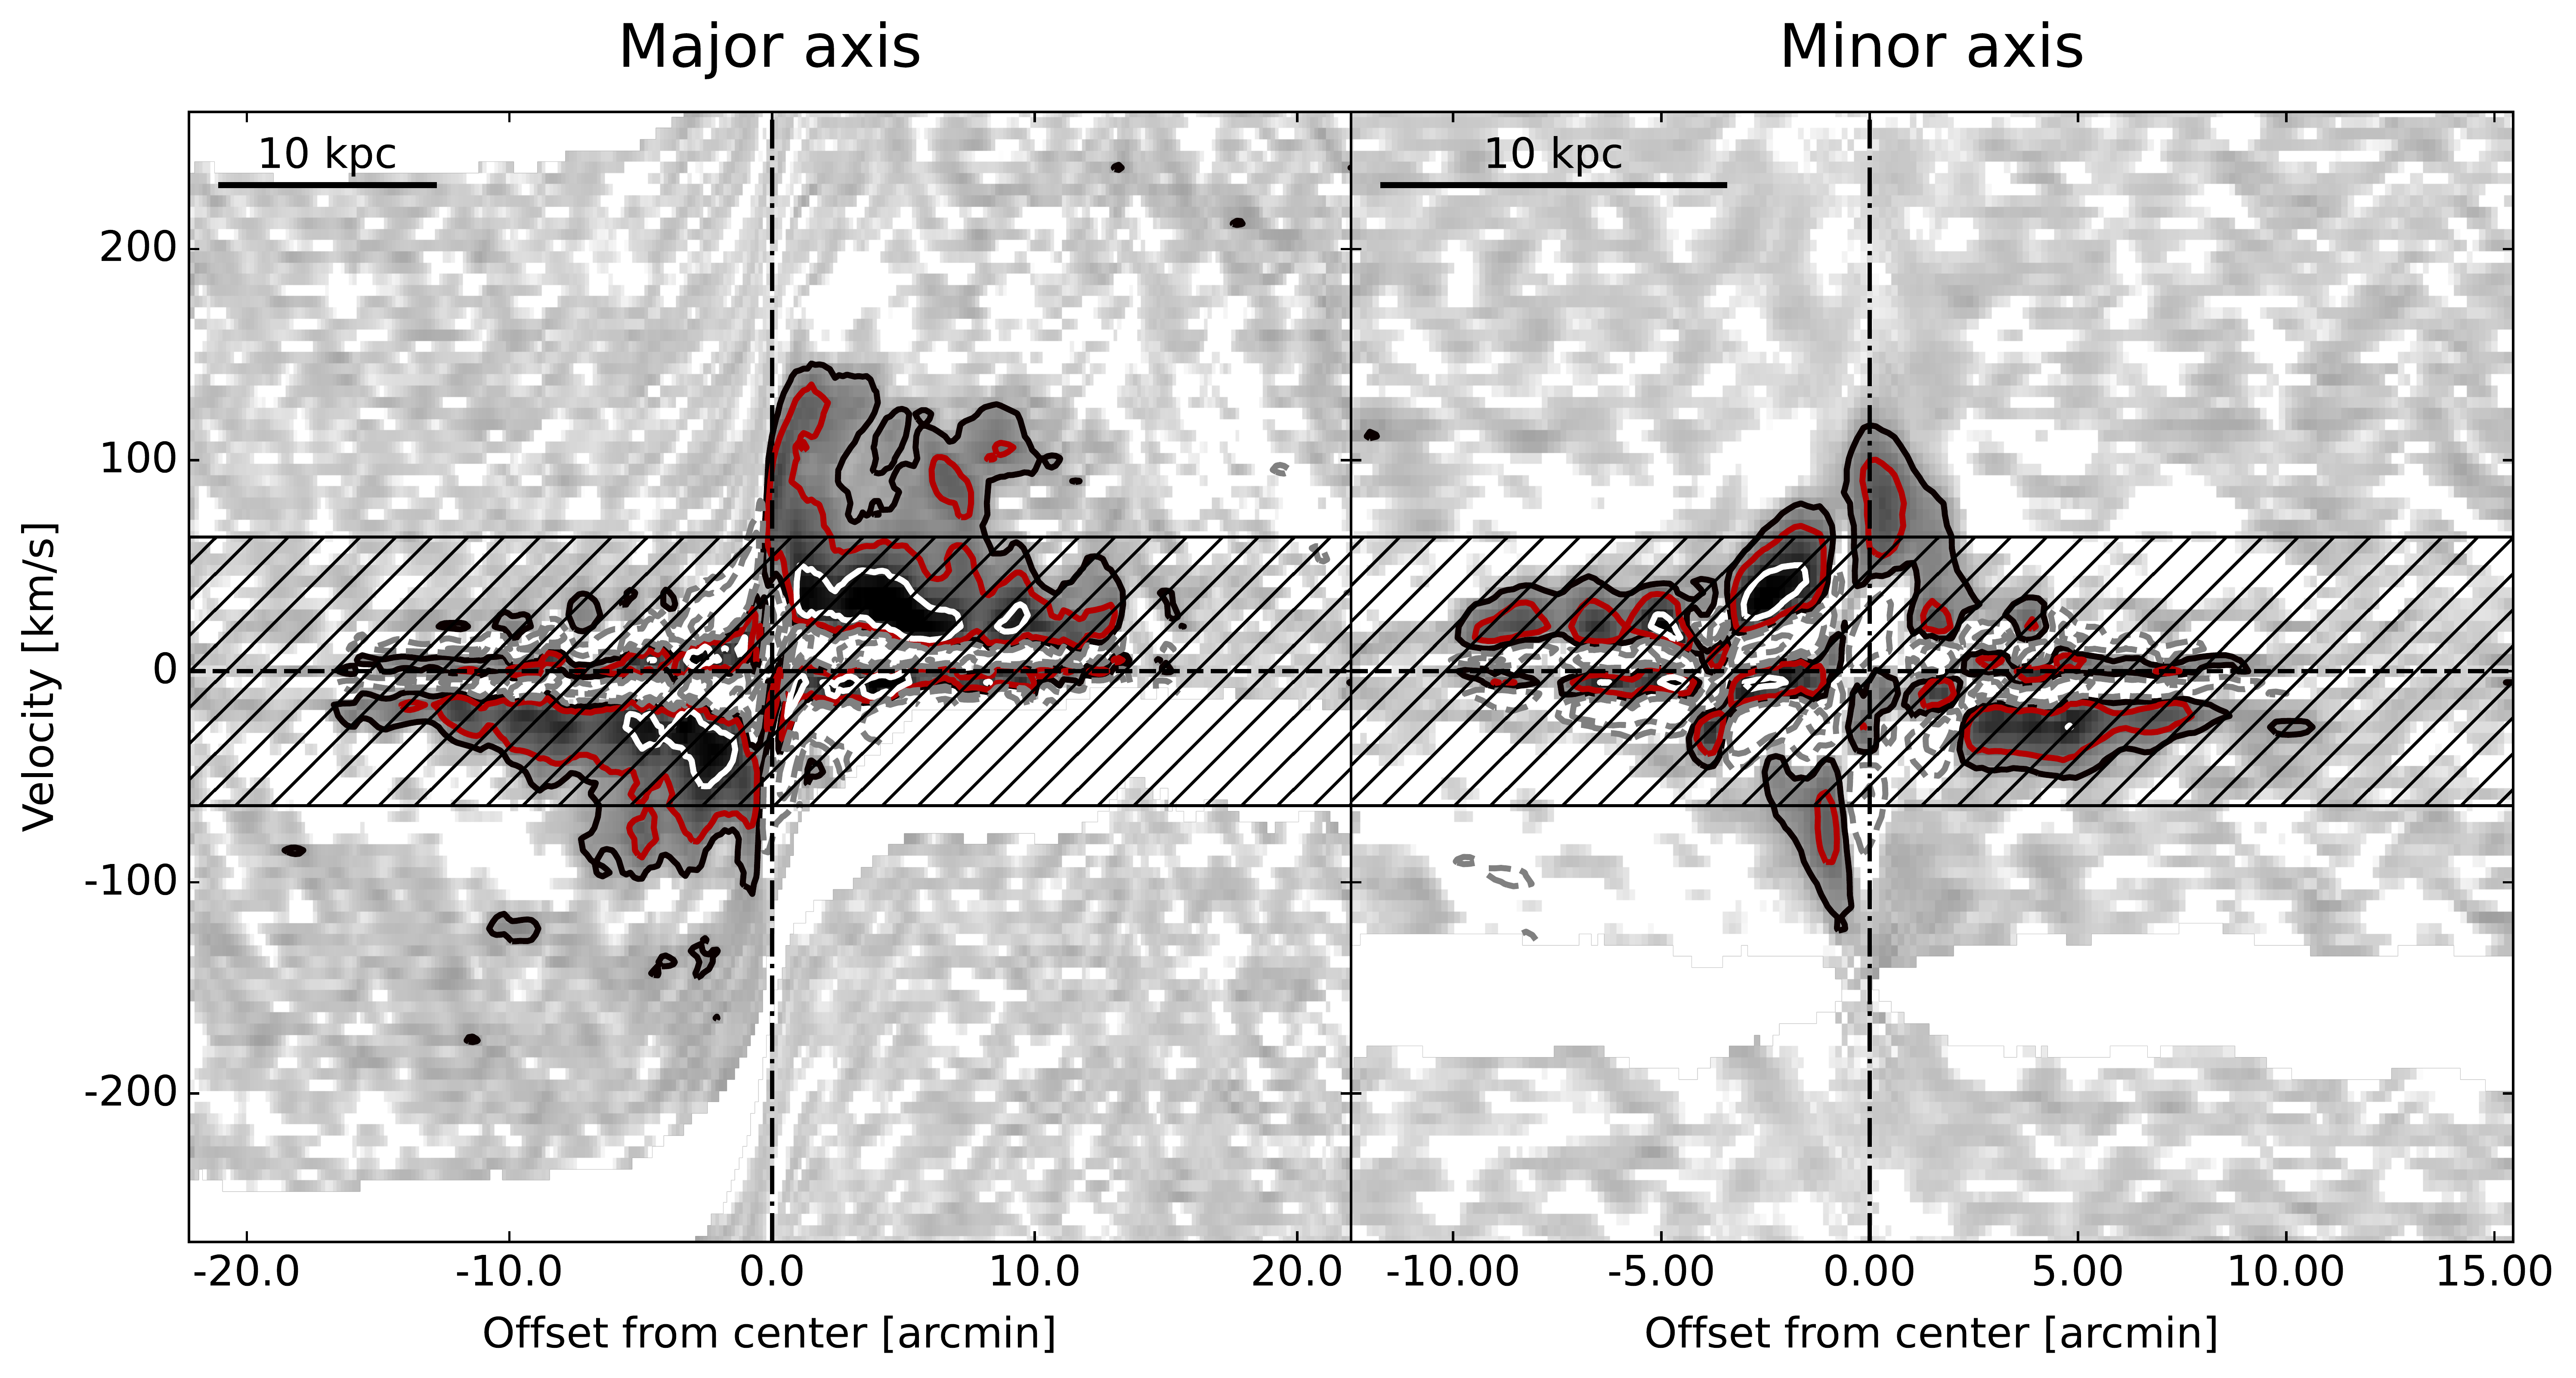 Major axis
Minor axis
10 kpc
10 kpc
200
100
0
-100
-200
Velocity [km/s]
-20.0 -10.0 0.0 10.0 20.0
-10.00 -5.00 0.00 5.00 10.00 15.00
Offset from center [arcmin]
Offset from center [arcmin]